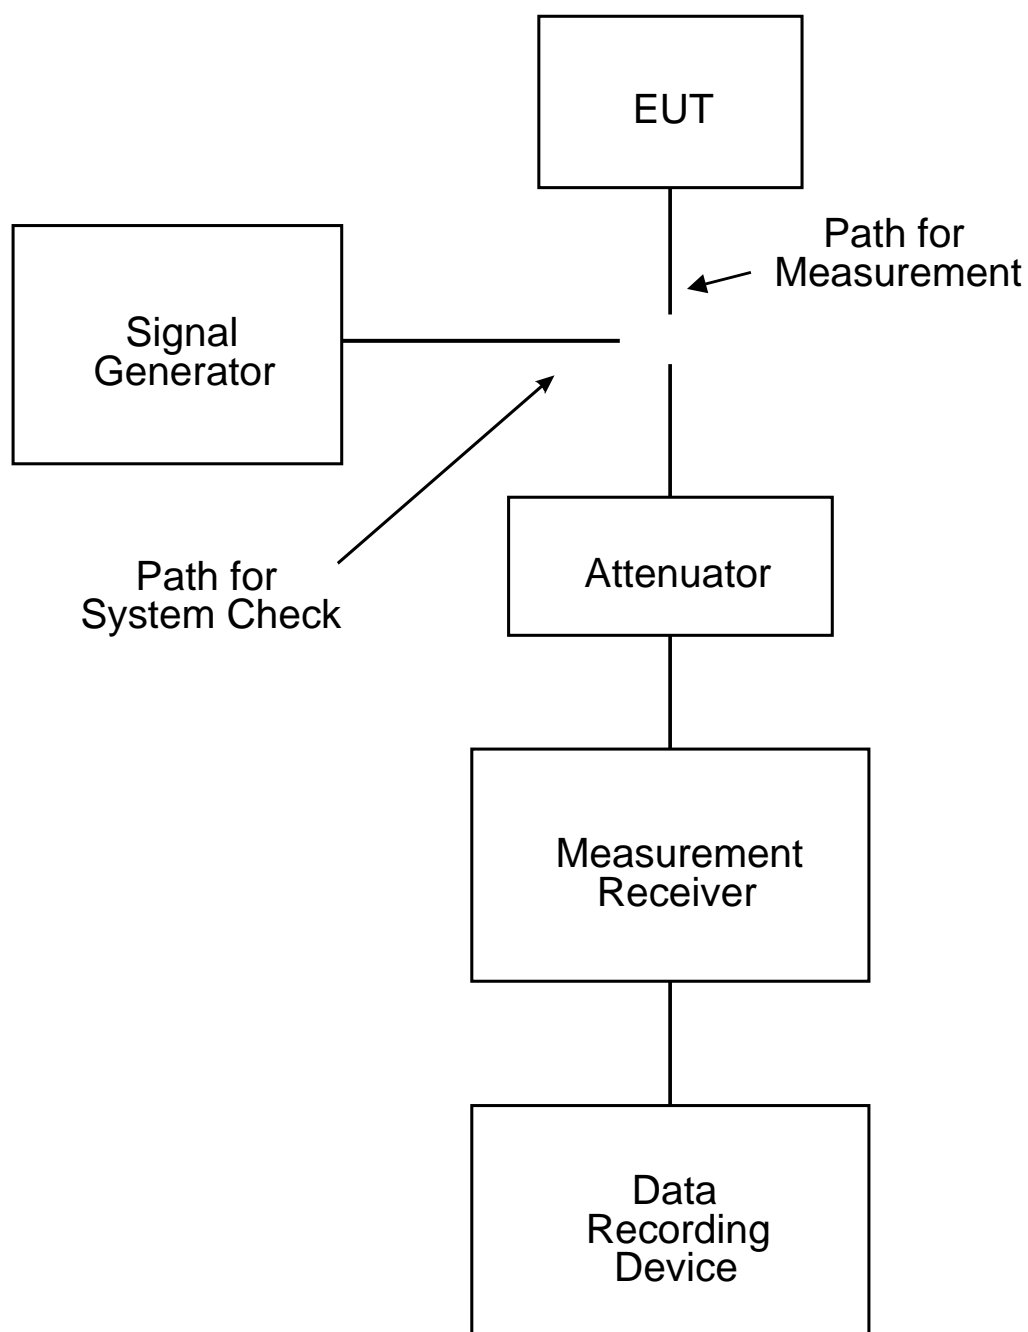 EUT
Path for
Measurement
Signal
Generator
Path for
System Check
Attenuator
Measurement
Receiver
Data
Recording
Device